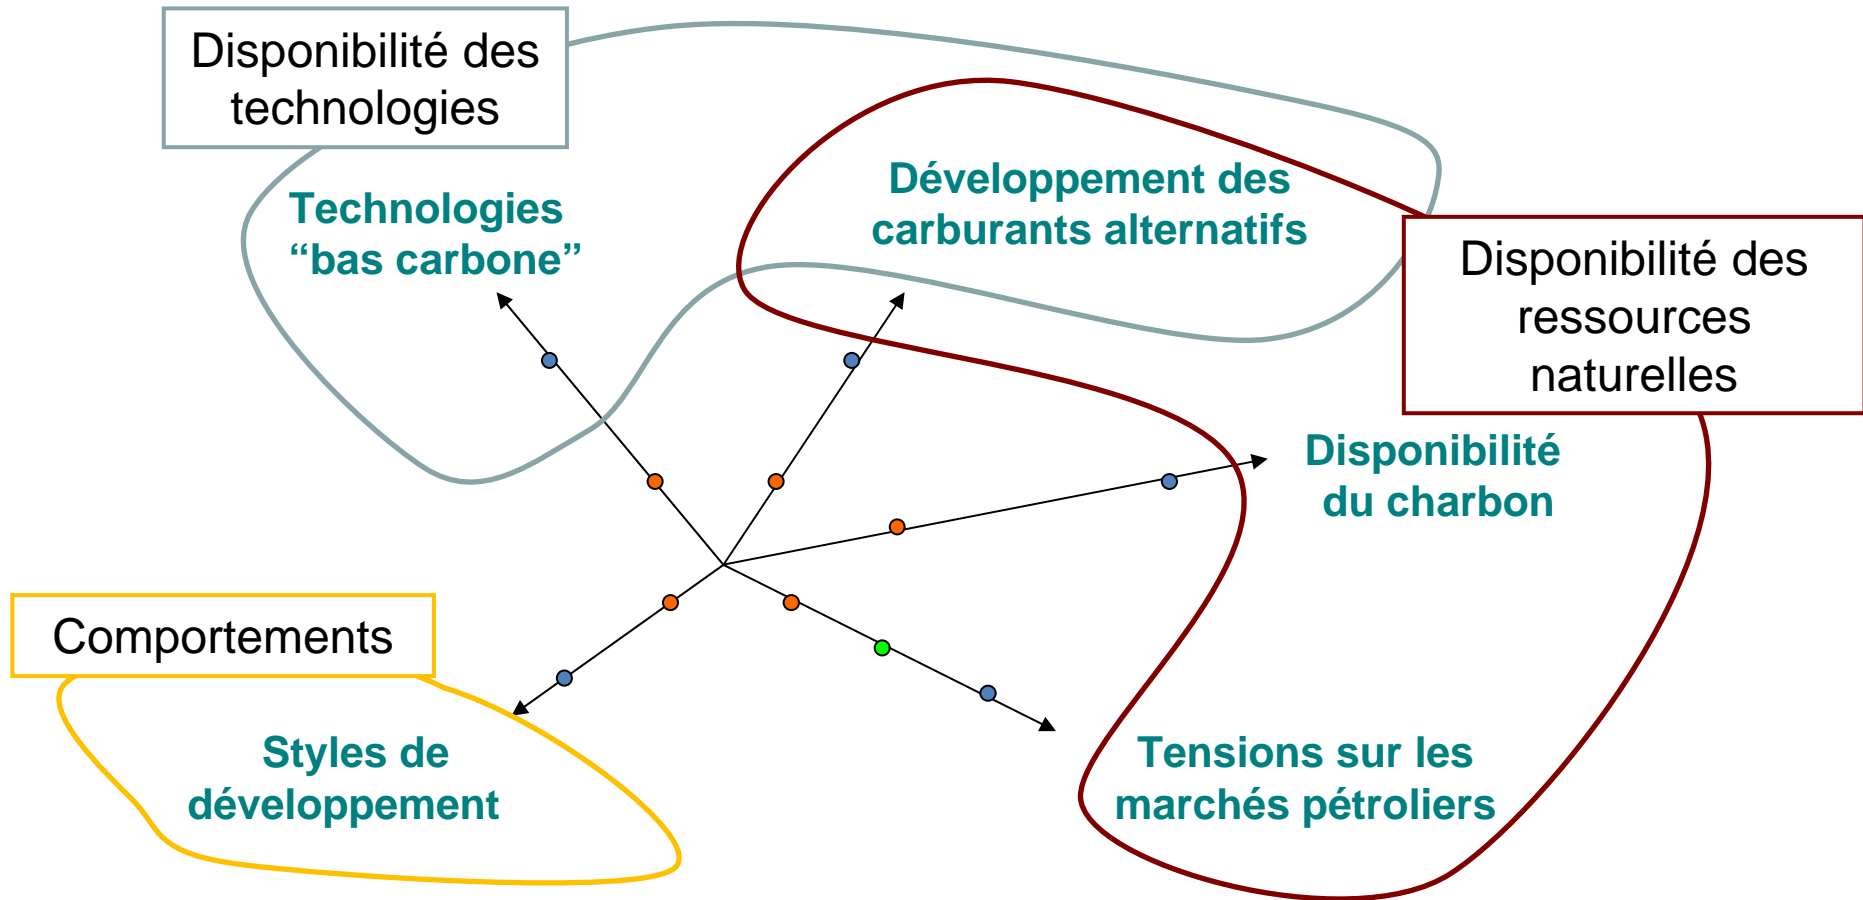 Disponibilité des
technologies
Technologies
“bas carbone”
Développement des
carburants alternatifs
Disponibilité des
ressources
naturelles
Disponibilité
du charbon
Comportements
Styles de
développement
Tensions sur les
marchés pétroliers